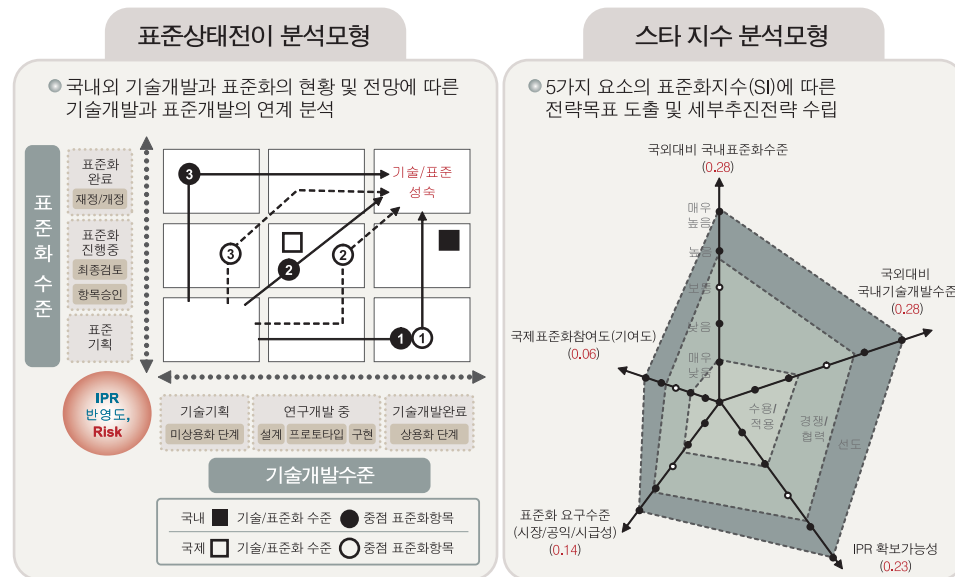 표준상태전이 분석모형
국내외 기술개발과 표준화의 현황 및 전망에 따른
기술개발과 표준개발의 연계 분석
표준화수준
표준화
완료
재정/개정
표준화
진행중
최종검토
항목승인
표준
기획
3
기술/표준
성숙
3
2
2
1
1
IPR
반영도,
Risk
기술기획
미상용화 단계
연구개발 중
설계 프로토타입 구현
기술개발완료
상용화 단계
기술개발수준
국내 기술/표준화 수준 중점 표준화항목
국제 기술/표준화 수준 중점 표준화항목
스타 지수 분석모형
5가지 요소의 표준화지수(SI)에 따른
전략목표 도출 및 세부추진전략 수립
국외대비 국내표준화수준
(0.28)
매우
높음
높음
보통
낮음
매우
낮음
국외대비
국내기술개발수준
(0.28)
국제표준화참여도(기여도)
(0.06)
수용/
적용
경쟁/
협력
선도
표준화 요구수준
(시장/공익/시급성)
(0.14)
IPR 확보가능성
(0.23)